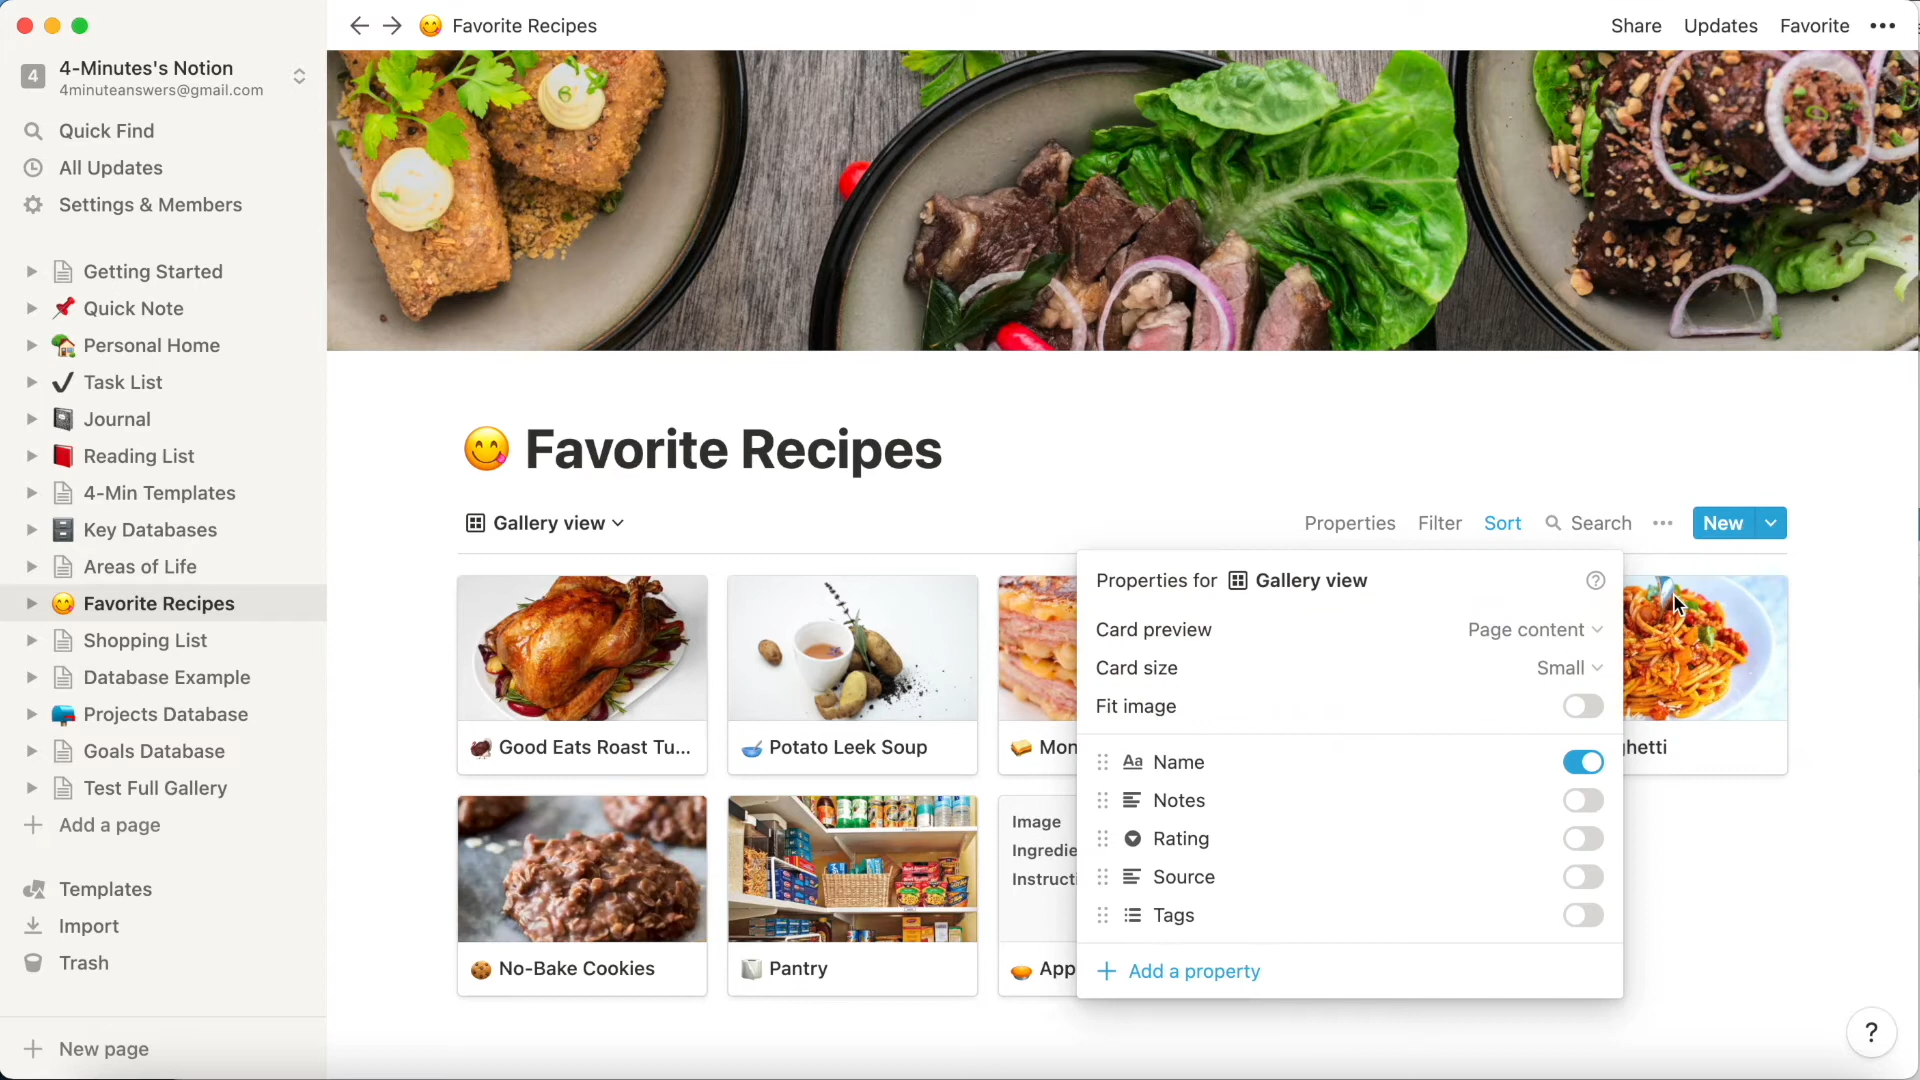 Favorite Recipes
Share Updates Favorite •••
4 4-Minutes's Notion
4minuteanswers@gmail.com
Quick Find
All Updates
Settings & Members
Getting Started
Quick Note
Personal Home
Task List
Journal
Reading List
4-Min Templates
Key Databases
Areas of Life
Favorite Recipes
Shopping List
Database Example
Projects Database
Goals Database
Test Full Gallery
Add a page
Templates
Import
Trash
New page
Favorite Recipes
Gallery view
Properties Filter Sort Search ••• New
Good Eats Roast Tu...
Potato Leek Soup
Mon
hetti
No-Bake Cookies
Pantry
Image
Ingredie
Instructi
App
Properties for Gallery view
Card preview Page content
Card size Small
Fit image
Aa Name
Notes
Rating
Source
Tags
+ Add a property
?